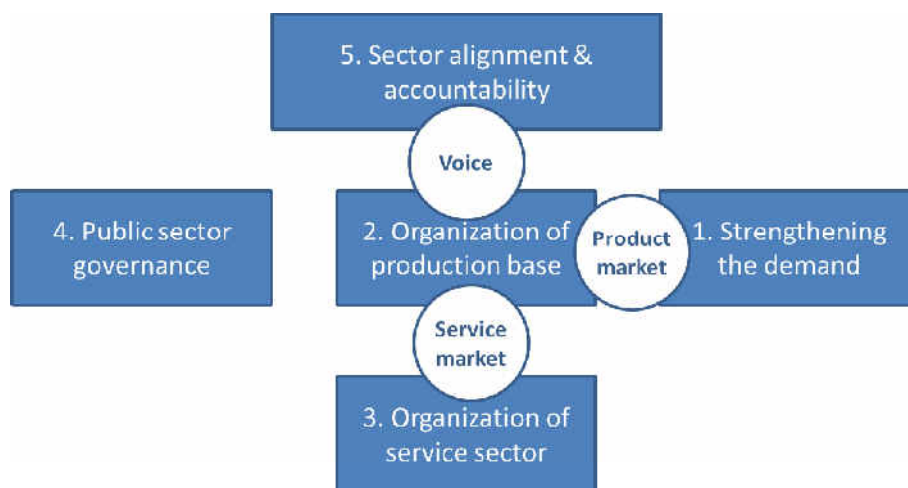 5. Sector alignment &
accountability
Voice
4. Public sector
governance
2. Organization of
production base
Product
market
1. Strengthening
the demand
Service
market
3. Organization of
service sector